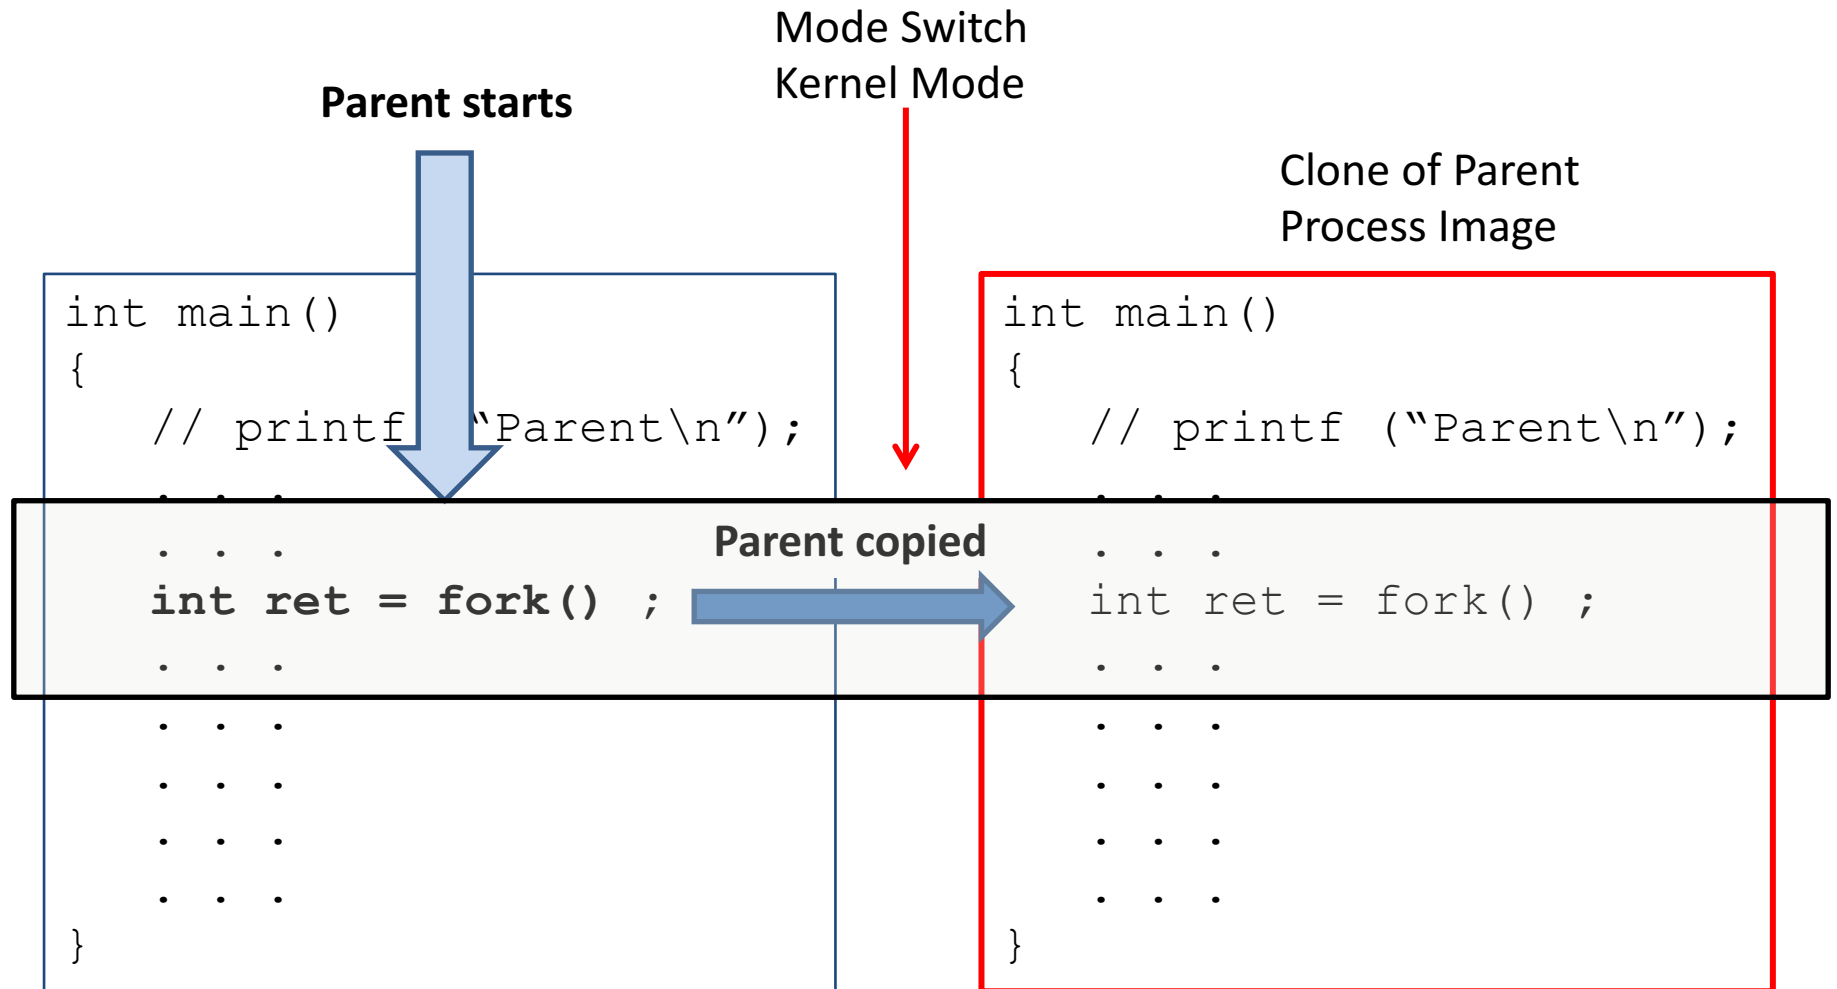 Mode Switch
Kernel Mode
Parent starts
Clone of Parent
Process Image
int main()
{
// printf “Parent\n”);
. . .
. . .
int ret = fork() ;
. . .
. . .
. . .
. . .
. . .
}
Parent copied
int main()
{
// printf (“Parent\n”);
. . .
. . .
int ret = fork() ;
. . .
. . .
. . .
. . .
. . .
}